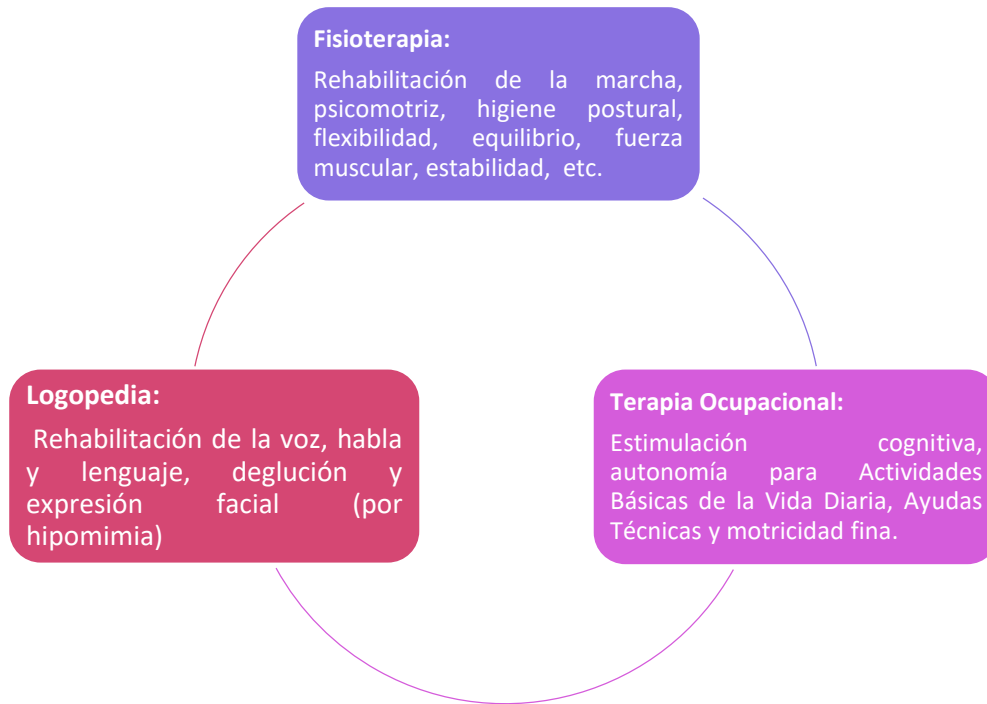 Fisioterapia:
Rehabilitación de la marcha,
psicomotriz, higiene postural,
flexibilidad, equilibrio, fuerza
muscular, estabilidad, etc.
Logopedia:
Rehabilitación de la voz, habla
y lenguaje, deglución y
expresión facial (por
hipomimia)
Terapia Ocupacional:
Estimulación cognitiva,
autonomía para Actividades
Básicas de la Vida Diaria, Ayudas
Técnicas y motricidad fina.